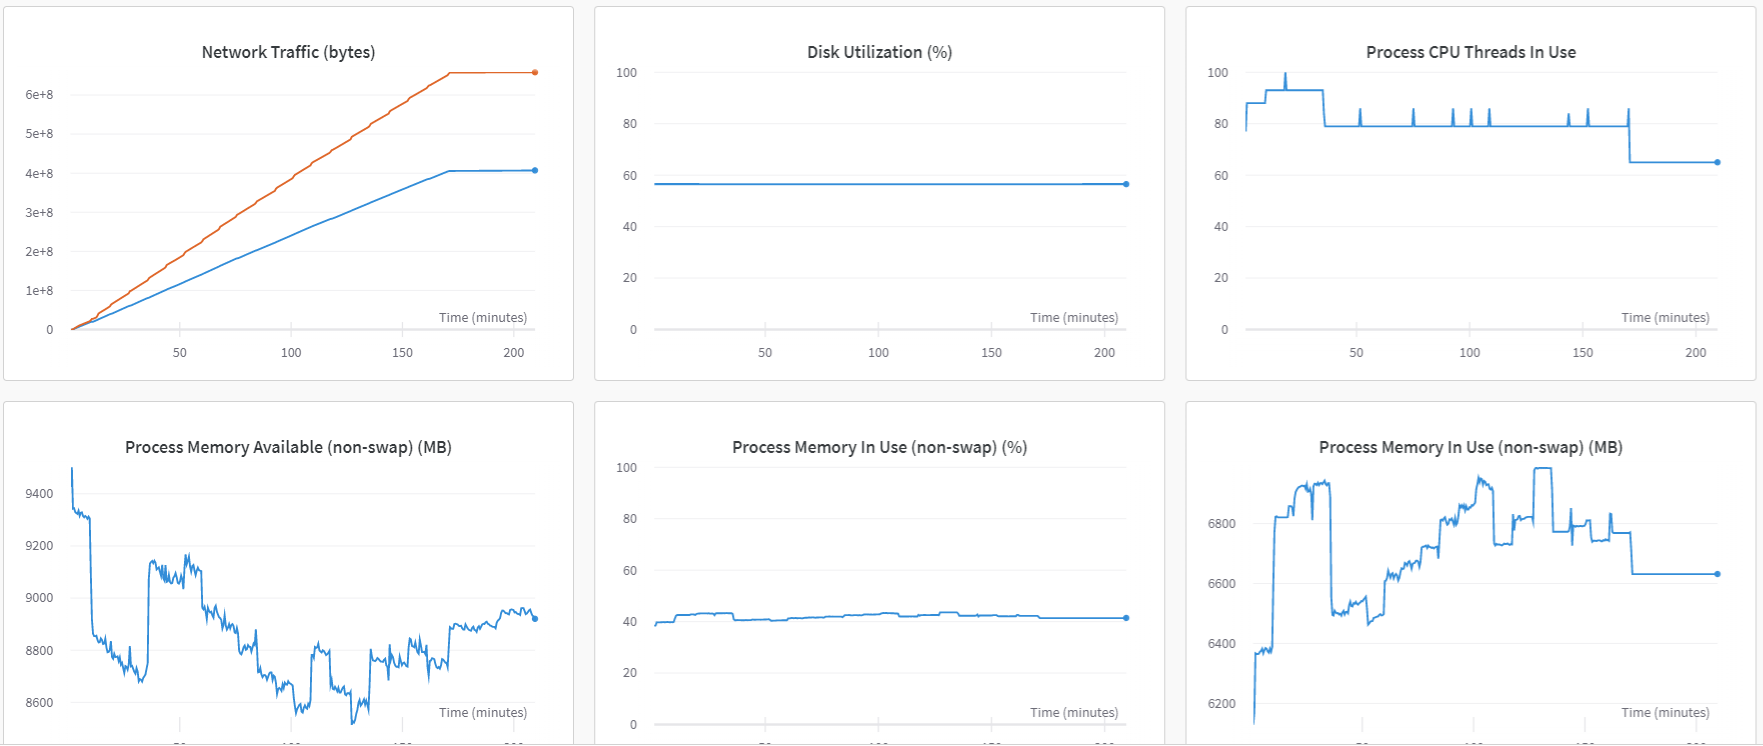 Network Traffic (bytes)
6e+8
5e+8
4e+8
3e+8
2e+8
1e+8
0
Time (minutes)
50 100 150 200
Disk Utilization (%)
100
80
60
40
20
0
Time (minutes)
50 100 150 200
Process CPU Threads In Use
100
80
60
40
20
0
Time (minutes)
50 100 150 200
Process Memory Available (non-swap) (MB)
9400
9200
9000
8800
8600
Time (minutes)
Process Memory In Use (non-swap) (%)
100
80
60
40
20
0
Time (minutes)
Process Memory In Use (non-swap) (MB)
6800
6600
6400
6200
Time (minutes)